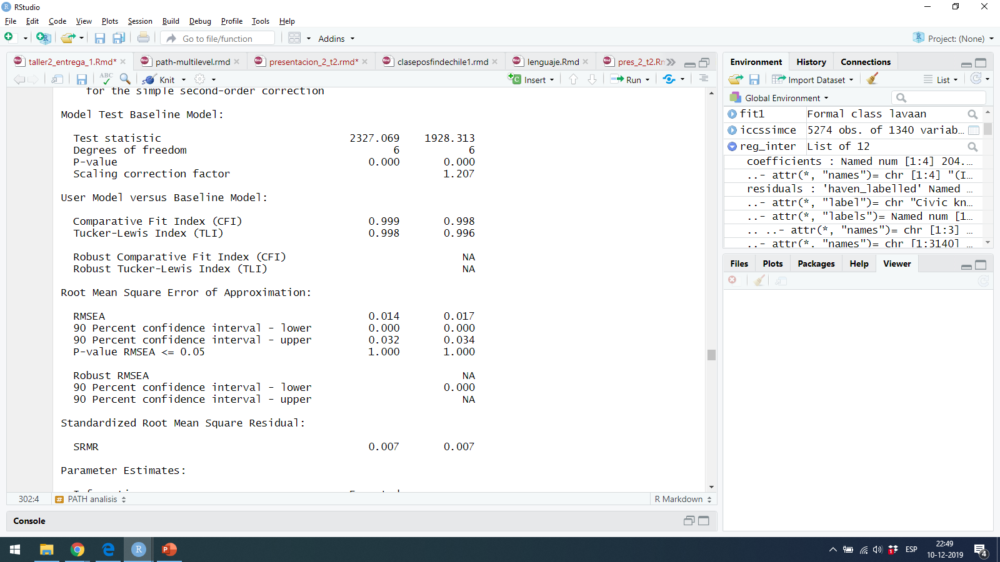 RStudio
File Edit Code View Plots Session Build Debug Profile Tools Help
Go to file/function Addins Project: (None)
taller2_entrega_1.Rmd* path-multilevel.rmd presentacion_2_t2.rmd* claseposfindechile1.rmd lenguaje.Rmd pres_2_t2.Rn
ABC Knit Insert Run
for the simple second-order correction
Model Test Baseline Model:
Test statistic 2327.069 1928.313
Degrees of freedom 6 6
P-value 0.000 0.000
Scaling correction factor 1.207
User Model versus Baseline Model:
Comparative Fit Index (CFI) 0.999 0.998
Tucker-Lewis Index (TLI) 0.998 0.996
Robust Comparative Fit Index (CFI) NA
Robust Tucker-Lewis Index (TLI) NA
Root Mean Square Error of Approximation:
RMSEA 0.014 0.017
90 Percent confidence interval - lower 0.000 0.000
90 Percent confidence interval - upper 0.032 0.034
P-value RMSEA <= 0.05 1.000 1.000
Robust RMSEA NA
90 Percent confidence interval - lower 0.000
90 Percent confidence interval - upper NA
Standardized Root Mean Square Residual:
SRMR 0.007 0.007
Parameter Estimates:
302:4 # PATH analisis R Markdown
Console
Environment History Connections
Import Dataset List
Global Environment
fit1 Formal class lavaan
iccssimce 5274 obs. of 1340 variab...
reg_inter List of 12
coefficients : Named num [1:4] 204....
..- attr(*, "names")= chr [1:4] "(I...
residuals : 'haven_labelled' Named ...
..- attr(*, "label")= chr "Civic kn...
..- attr(*, "labels")= Named num [1...
.. ..- attr(*, "names")= chr [1:3] ...
..- attr(*, "names")= chr [1:3140] ...
Files Plots Packages Help Viewer
ESP
22:49
10-12-2019
4